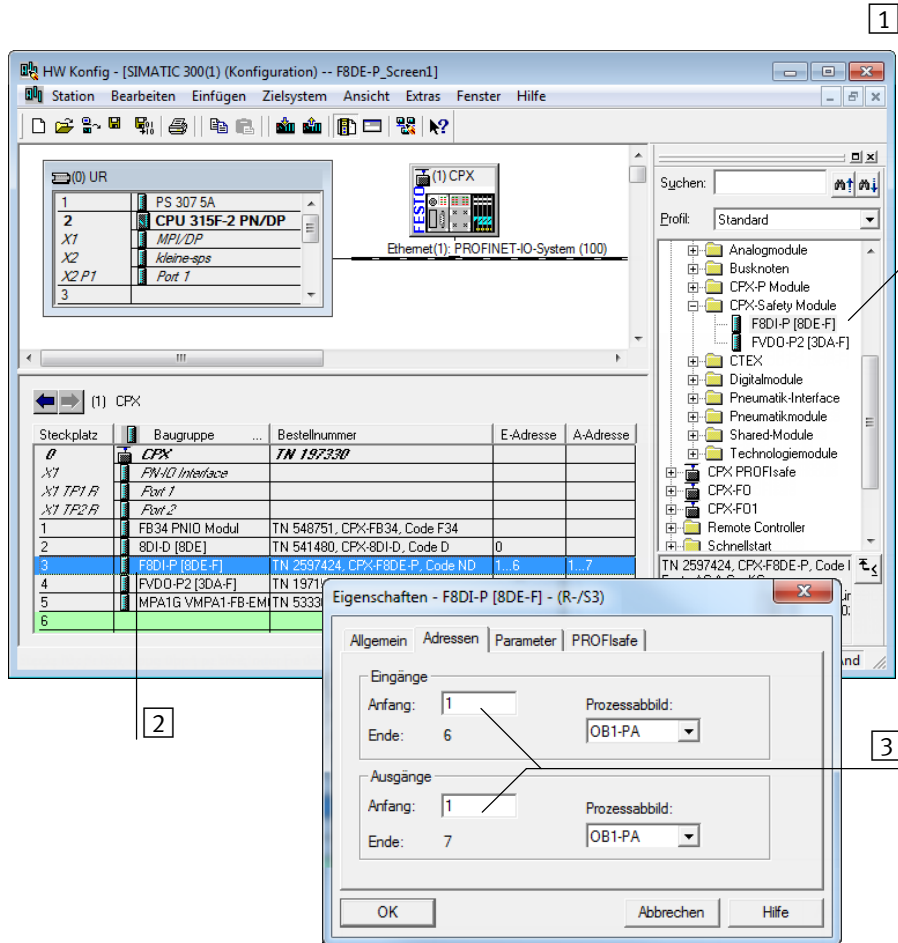 1
HW Konfig - [SIMATIC 300(1) (Konfiguration) -- F8DE-P_Screen1]
Station Bearbeiten Einfügen Zielsystem Ansicht Extras Fenster Hilfe
(0) UR
1 PS 307 5A
2 CPU 315F-2 PN/DP
X1 MPI/DP
X2 kleine-sps
X2 P1 Port 1
3
(1) CPX
FESTO
Ethernet(1): PROFINET-IO-System (100)
Suchen:
Profil: Standard
Analogmodule
Busknoten
CPX-P Module
CPX-Safety Module
F8DI-P [8DE-F]
FVDO-P2 [3DA-F]
CTEX
Digitalmodule
Pneumatik-Interface
Pneumatikmodule
Shared-Module
Technologiemodule
CPX PROFIsafe
CPX-FO
CPX-FO1
Remote Controller
Schnellstart
TN 2597424, CPX-F8DE-P, Code I
(1) CPX
Steckplatz Baugruppe ... Bestellnummer E-Adresse A-Adresse
0 CPX TN 197330
X1 PN-IO Interface
X1 TP1 R Port 1
X1 TP2 R Port 2
1 FB34 PNIO Modul TN 548751, CPX-FB34, Code F34
2 8DI-D [8DE] TN 541480, CPX-8DI-D, Code D 0
3 F8DI-P [8DE-F] TN 2597424, CPX-F8DE-P, Code ND 1...6 1...7
4 FVDO-P2 [3DA-F] TN 1971
5 MPA1G VMPA1-FB-EM TN 5333
6
2
Eigenschaften - F8DI-P [8DE-F] - (R-/S3)
Allgemein Adressen Parameter PROFIsafe
Eingänge
Anfang: 1 Prozessabbild:
Ende: 6 OB1-PA
3
Ausgänge
Anfang: 1 Prozessabbild:
Ende: 7 OB1-PA
OK Abbrechen Hilfe